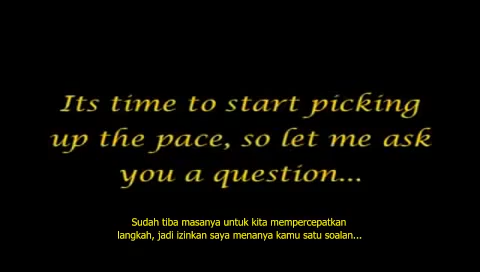 Its time to start picking
up the pace, so let me ask
you a question...
Sudah tiba masanya untuk kita mempercepatkan
langkah, jadi izinkan saya menanya kamu satu soalan...